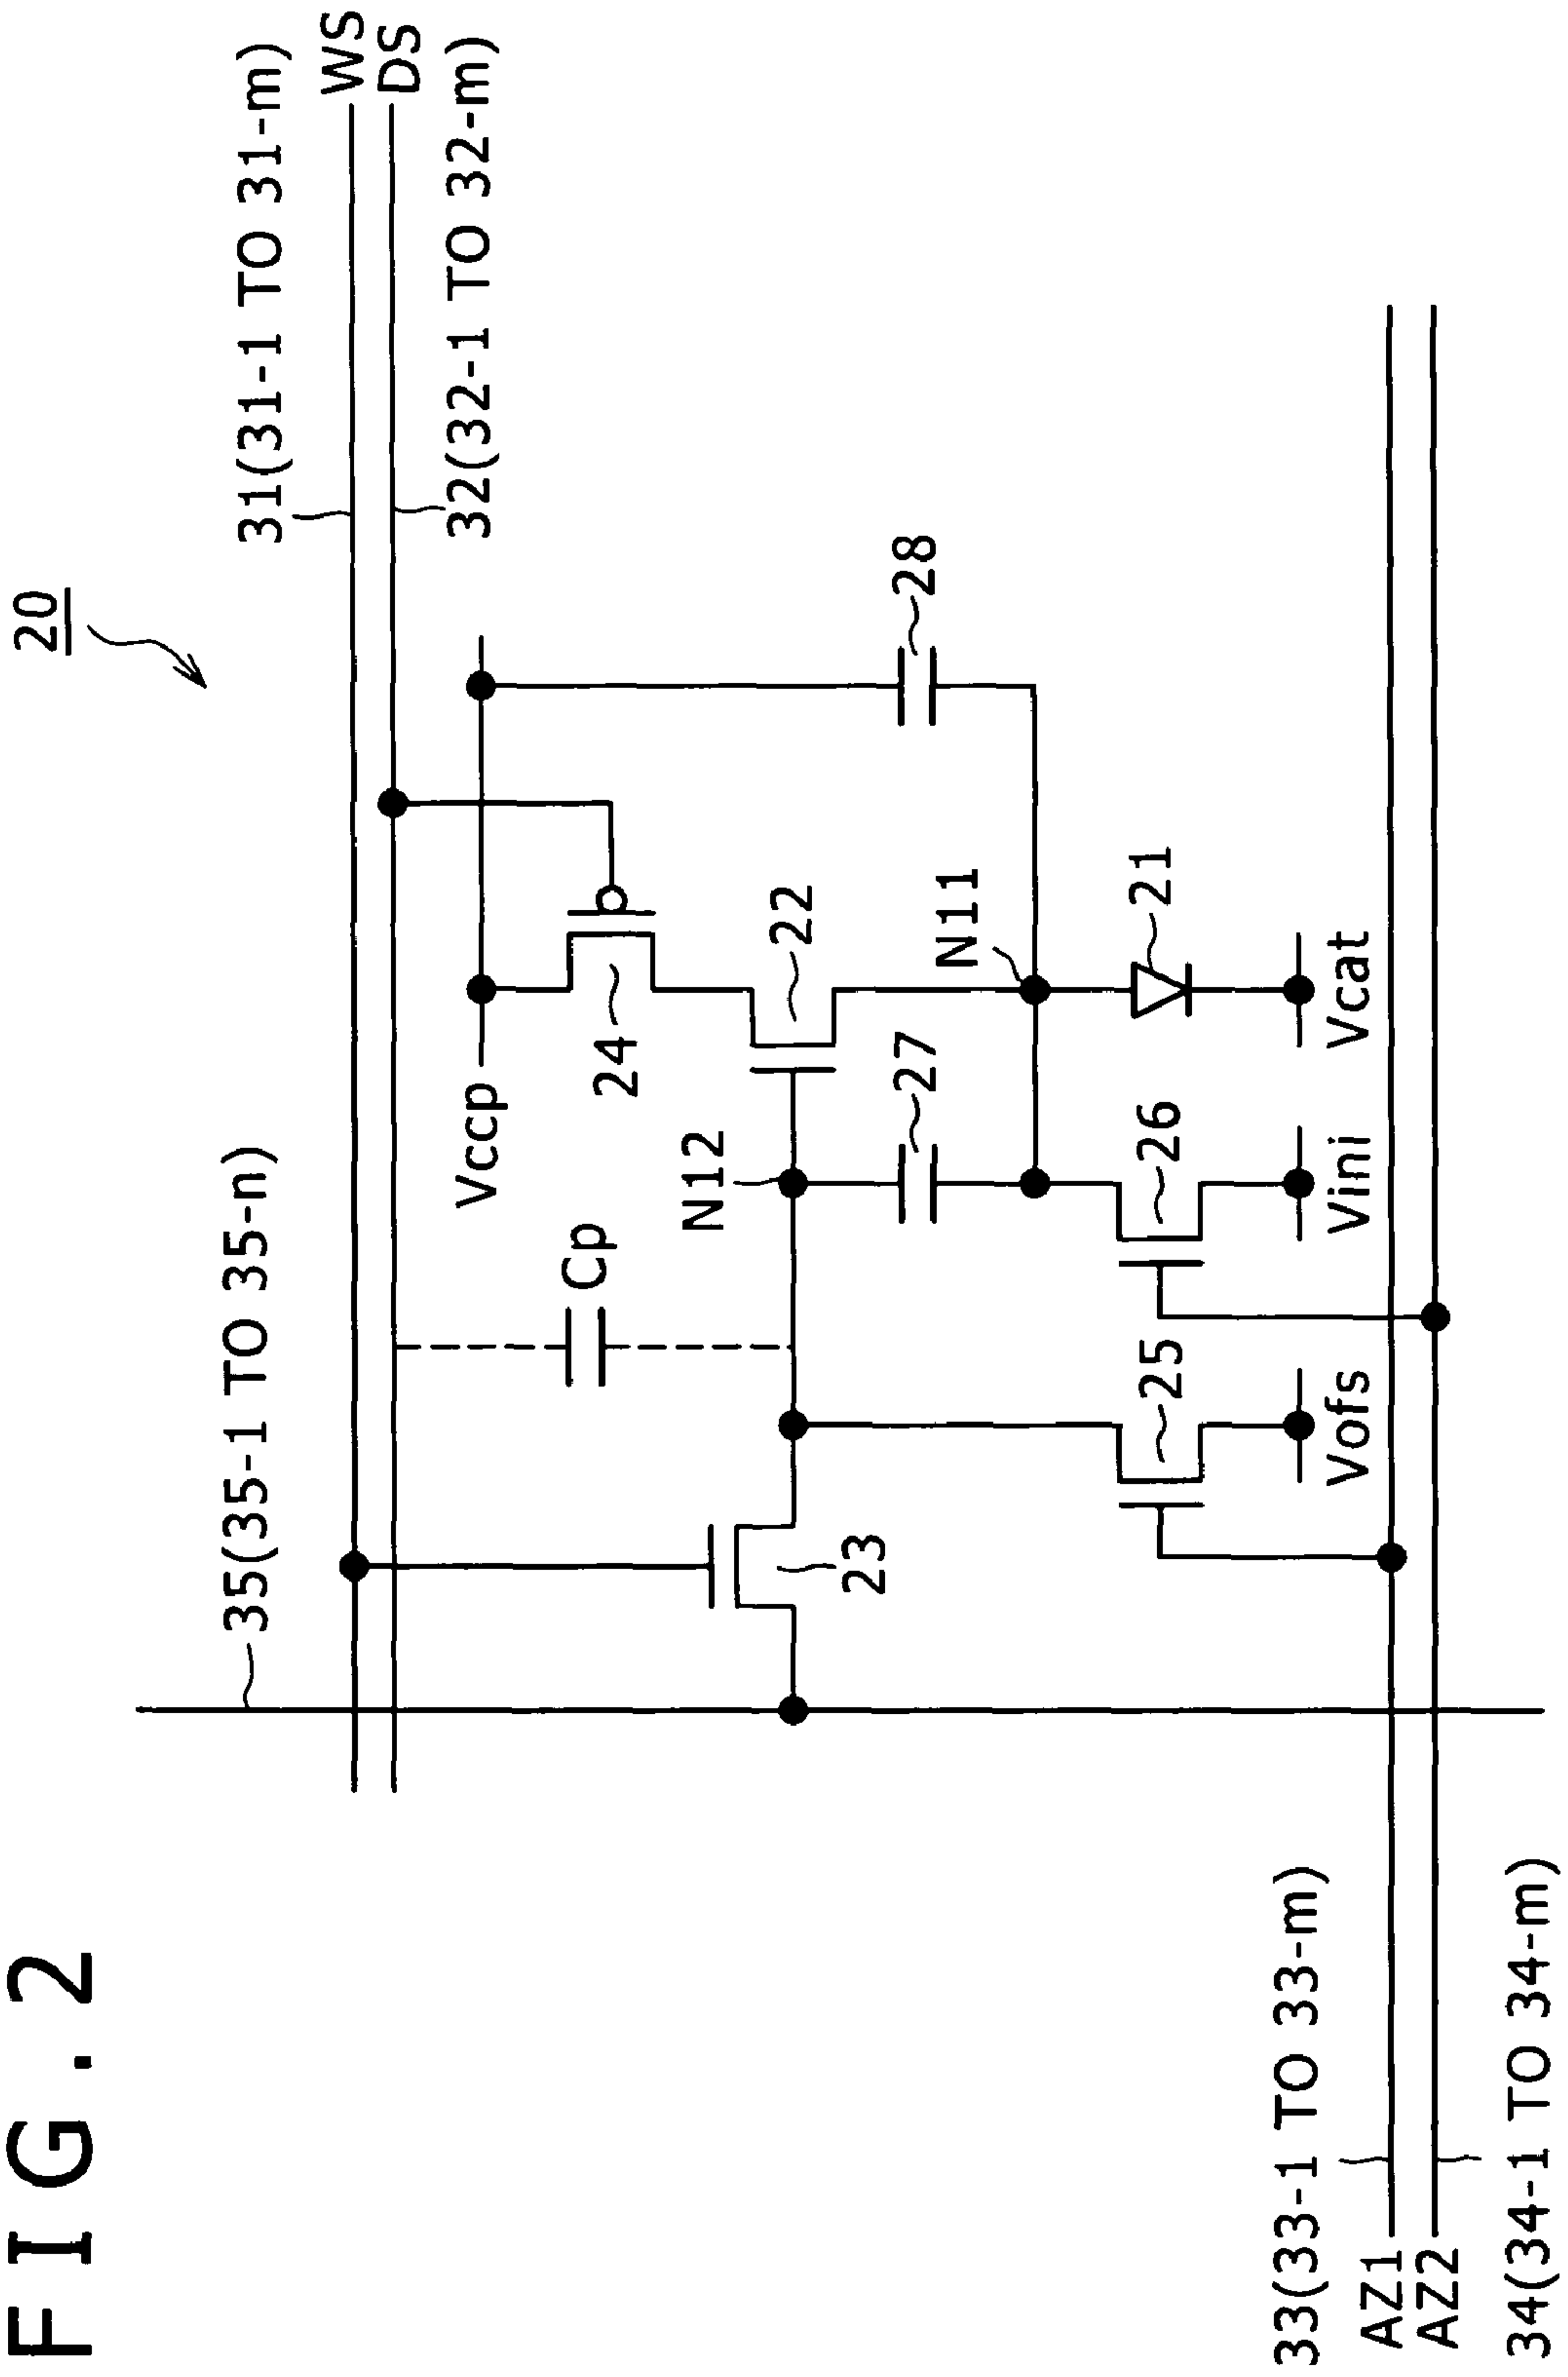 FIG.2
20
35(35-1 TO 35-n)
31(31-1 TO 31-m)
WS
DS
32(32-1 TO 32-m)
Vccp
Cp
24
N12
22
23
27
28
N11
25
26
21
Vofs
Vini
Vcat
33(33-1 TO 33-m)
AZ1
AZ2
34(34-1 TO 34-m)